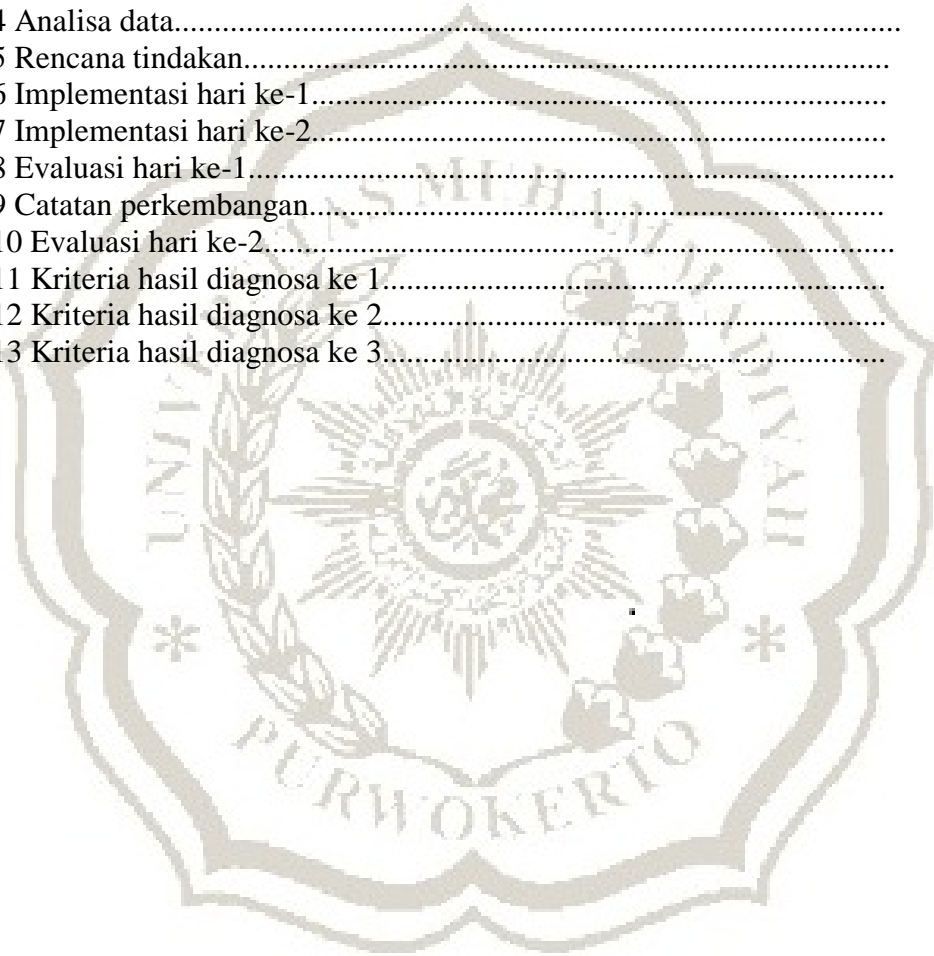 4 Analisa data....................................................................................
5 Rencana tindakan........................................................................
6 Implementasi hari ke-1................................................................
7 Implementasi hari ke-2................................................................
8 Evaluasi hari ke-1........................................................................
9 Catatan perkembangan................................................................
10 Evaluasi hari ke-2......................................................................
11 Kriteria hasil diagnosa ke 1........................................................
12 Kriteria hasil diagnosa ke 2........................................................
13 Kriteria hasil diagnosa ke 3........................................................
UNIVERSITAS MUHAMMADIYAH
* PURWOKERTO *